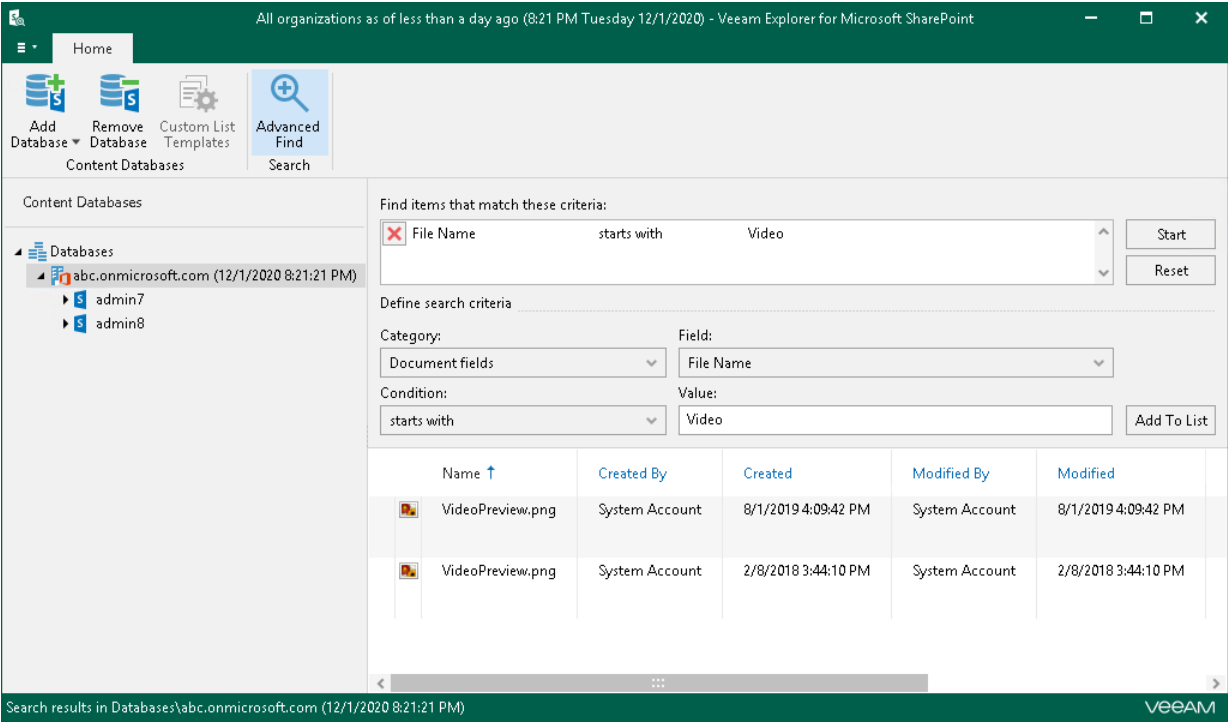 All organizations as of less than a day ago (8:21 PM Tuesday 12/1/2020) - Veeam Explorer for Microsoft SharePoint
Home
Add Database
Remove Database
Custom List Templates
Advanced Find
Content Databases
Search
Content Databases
Databases
abc.onmicrosoft.com (12/1/2020 8:21:21 PM)
admin7
admin8
Find items that match these criteria:
File Name starts with Video
Start
Reset
Define search criteria
Category: Field:
Document fields File Name
Condition: Value:
starts with Video Add To List
Name Created By Created Modified By Modified
VideoPreview.png System Account 8/1/2019 4:09:42 PM System Account 8/1/2019 4:09:42 PM
VideoPreview.png System Account 2/8/2018 3:44:10 PM System Account 2/8/2018 3:44:10 PM
Search results in Databases\abc.onmicrosoft.com (12/1/2020 8:21:21 PM) VEEAM